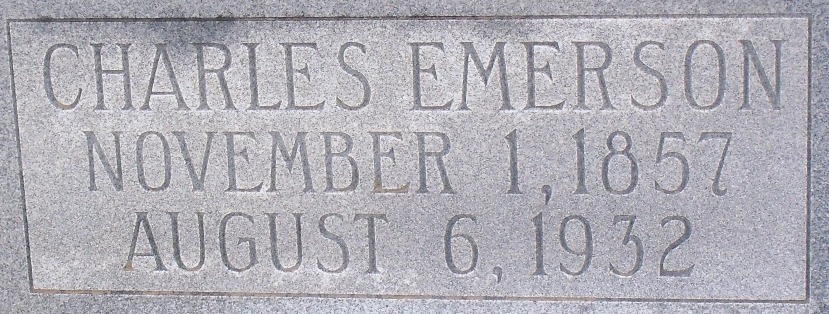 CHARLES EMERSON
NOVEMBER 1, 1857
AUGUST 6, 1932